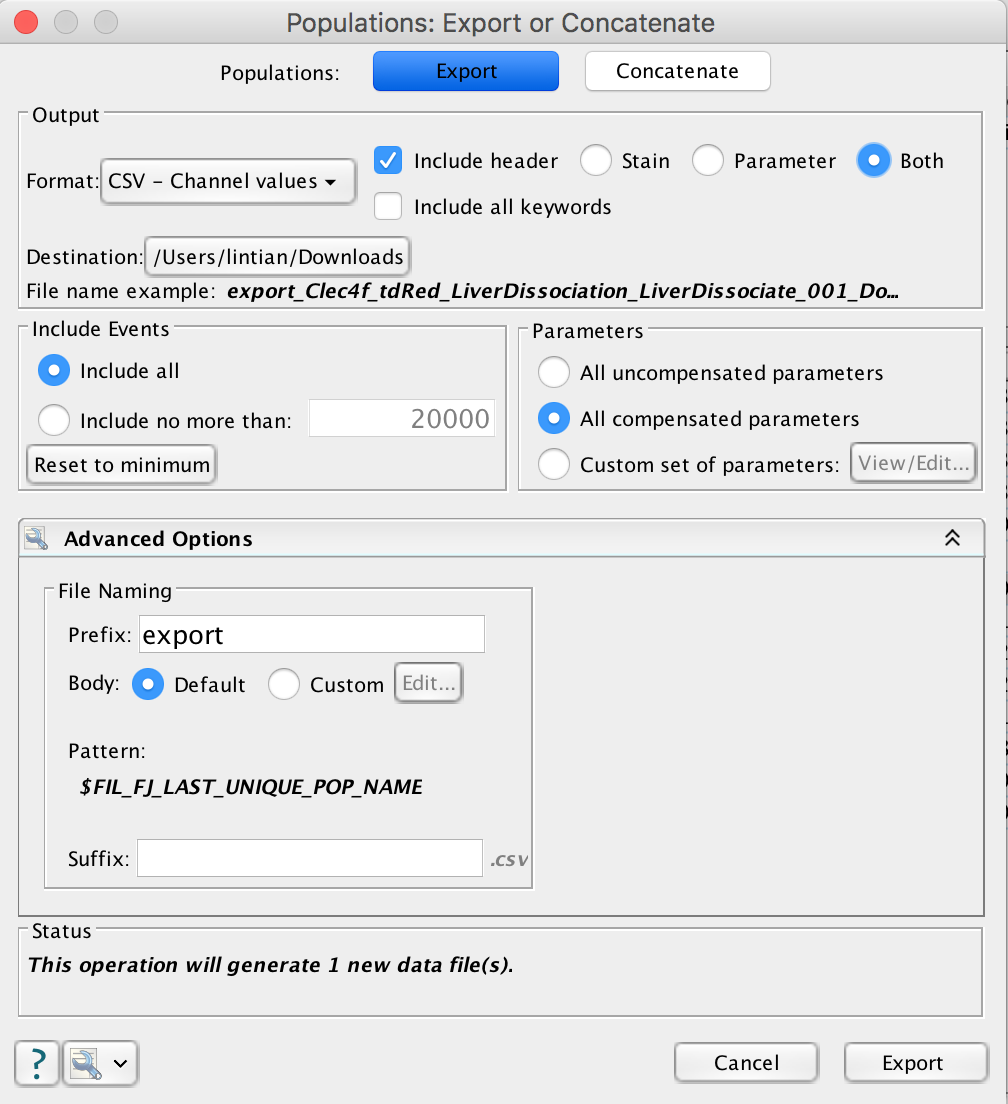 Populations: Export or Concatenate
Populations: Export Concatenate
Output
Format: CSV - Channel values Include header Stain Parameter Both
Include all keywords
Destination: /Users/lintian/Downloads
File name example: export_Clec4f_tdRed_LiverDissociation_LiverDissociate_001_Do...
Include Events
Include all
Include no more than: 20000
Reset to minimum
Parameters
All uncompensated parameters
All compensated parameters
Custom set of parameters: View/Edit...
Advanced Options
File Naming
Prefix: export
Body: Default Custom Edit...
Pattern:
$FIL_FJ_LAST_UNIQUE_POP_NAME
Suffix: .csv
Status
This operation will generate 1 new data file(s).
? Cancel Export